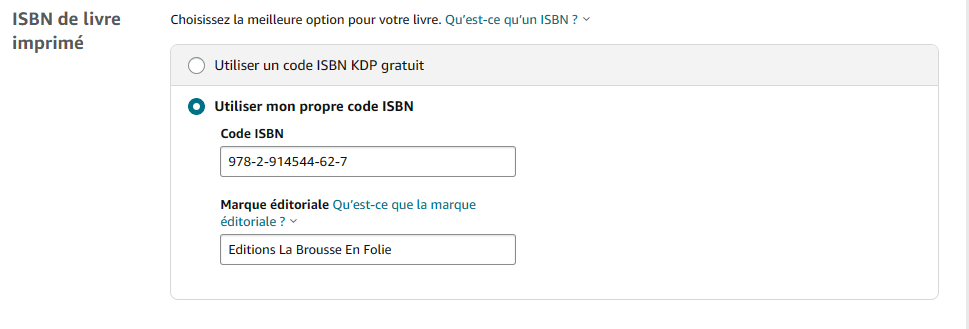 ISBN de livre
imprimé
Choisissez la meilleure option pour votre livre. Qu’est-ce qu’un ISBN ?
Utiliser un code ISBN KDP gratuit
Utiliser mon propre code ISBN
Code ISBN
978-2-914544-62-7
Marque éditoriale Qu’est-ce que la marque
éditoriale ?
Editions La Brousse En Folie